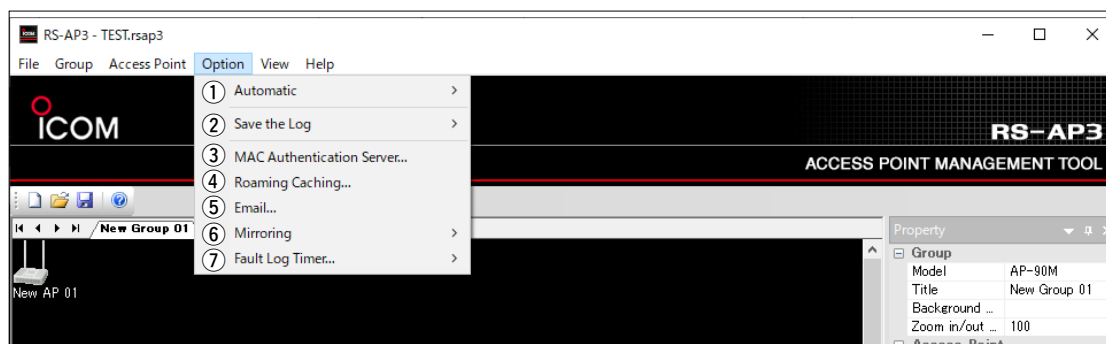 RS-AP3 - TEST.rsap3
File Group Access Point Option View Help
① Automatic
② Save the Log
③ MAC Authentication Server...
④ Roaming Caching...
⑤ Email...
⑥ Mirroring
⑦ Fault Log Timer...
ICOM
RS-AP3
ACCESS POINT MANAGEMENT TOOL
New Group 01
New AP 01
Property
Group
Model AP-90M
Title New Group 01
Background ...
Zoom in/out ... 100
Access Point